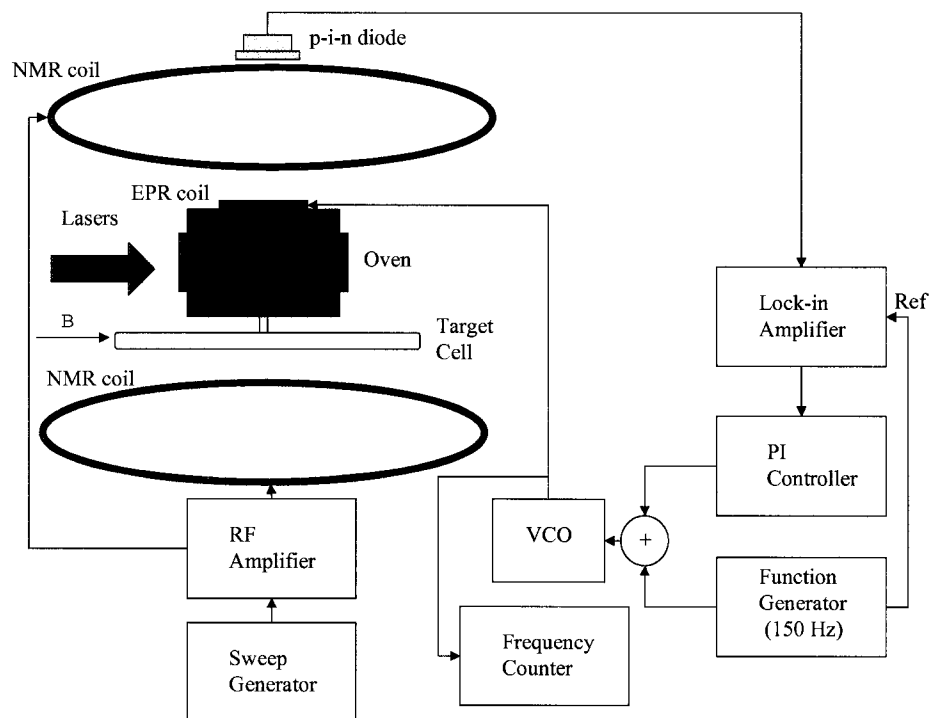 p-i-n diode
NMR coil
EPR coil
Lasers
Oven
B
Target
Cell
NMR coil
Lock-in
Amplifier
Ref
PI
Controller
RF
Amplifier
VCO
+
Function
Generator
(150 Hz)
Sweep
Generator
Frequency
Counter